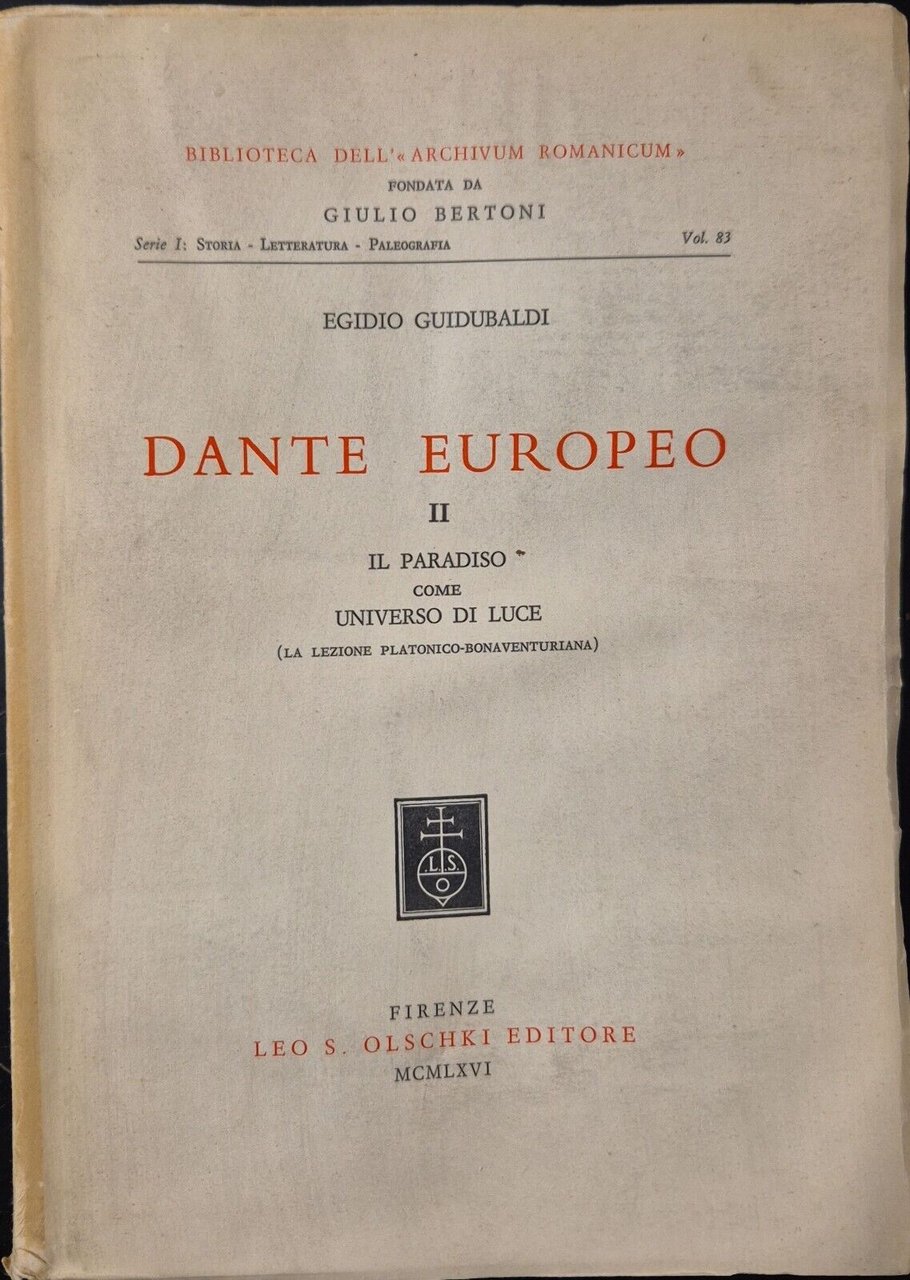 BIBLIOTECA DELL'« ARCHIVUM ROMANICUM »
FONDATA DA
GIULIO BERTONI
Serie I: STORIA - LETTERATURA - PALEOGRAFIA Vol. 83
EGIDIO GUIDUBALDI
DANTE EUROPEO
II
IL PARADISO
COME
UNIVERSO DI LUCE
(LA LEZIONE PLATONICO-BONAVENTURIANA)
.L.S.
O
FIRENZE
LEO S. OLSCHKI EDITORE
MCMLXVI